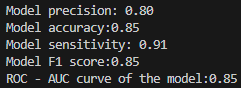 Model precision: 0.80
Model accuracy:0.85
Model sensitivity: 0.91
Model F1 score:0.85
ROC - AUC curve of the model:0.85